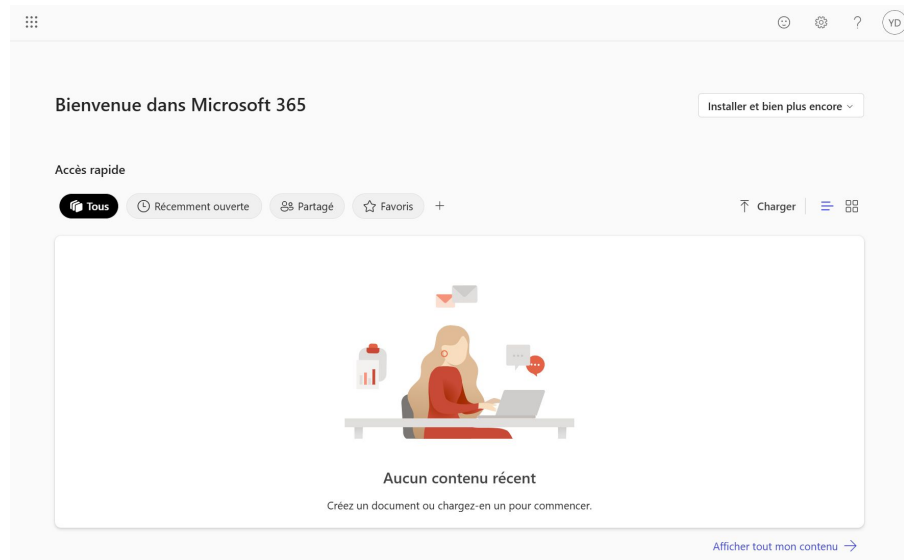 YD
Bienvenue dans Microsoft 365
Installer et bien plus encore
Accès rapide
Tous
Récemment ouverte
Partagé
Favoris
Charger
Aucun contenu récent
Créez un document ou chargez-en un pour commencer.
Afficher tout mon contenu